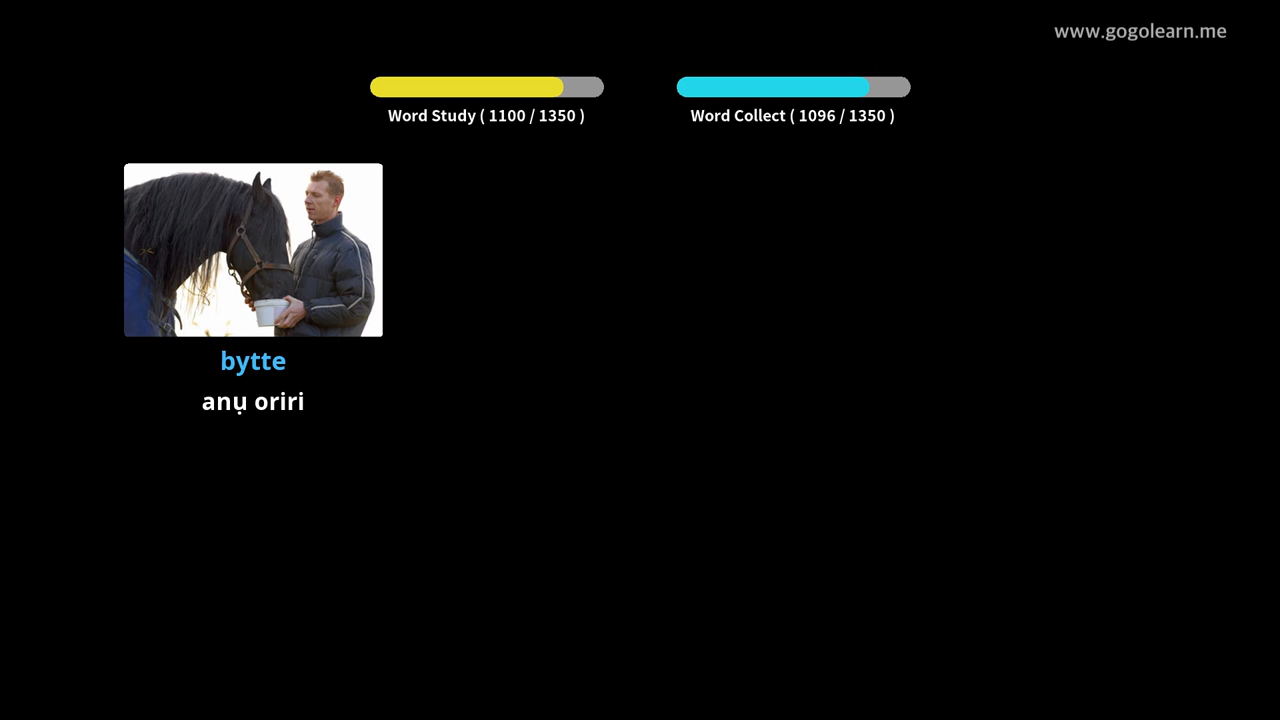 www.gogolearn.me
Word Study ( 1100 / 1350 )
Word Collect ( 1096 / 1350 )
bytte
anụ oriri